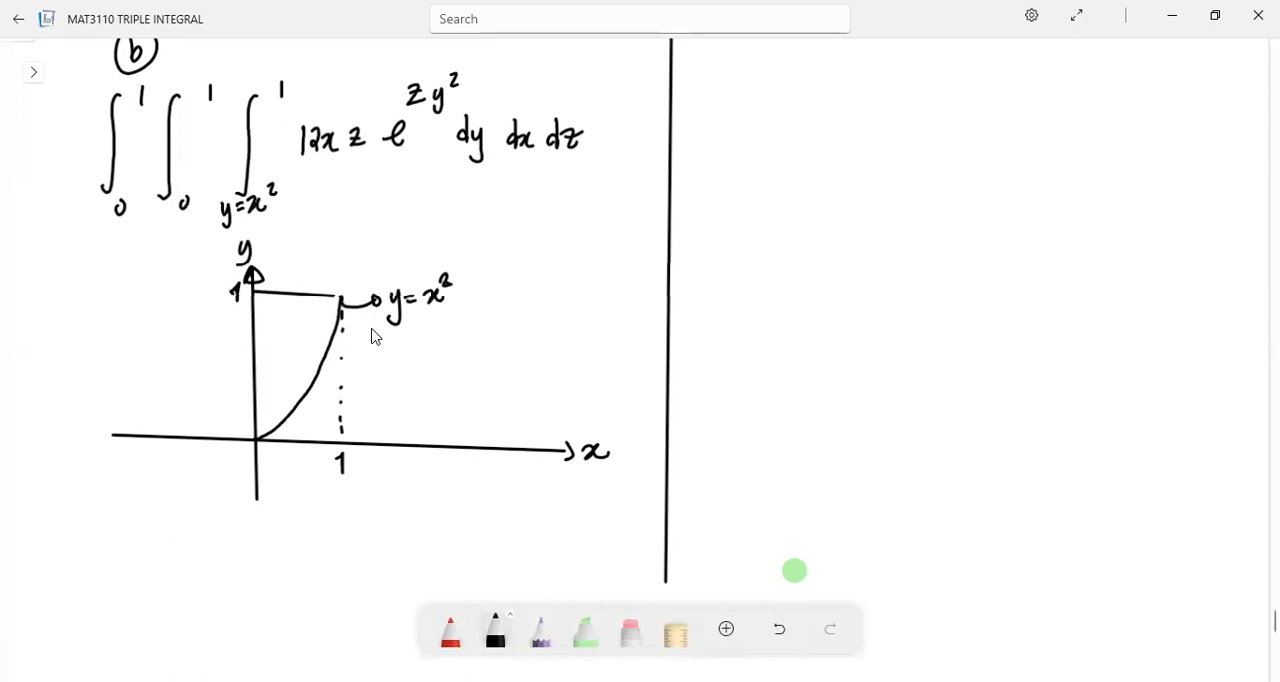 MAT3110 TRIPLE INTEGRAL
Search
(b)
∫₀¹ ∫₀¹ ∫_{y=x²}¹ 12x z e^{zy²} dy dx dz
y
1
y=x²
x
1